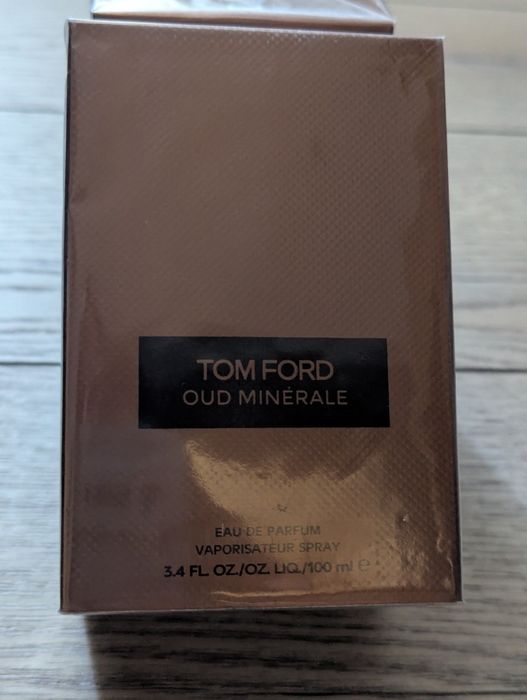 TOM FORD
OUD MINÉRALE
EAU DE PARFUM
VAPORISATEUR SPRAY
3.4 FL. OZ./OZ. LIQ./100 ml ℮